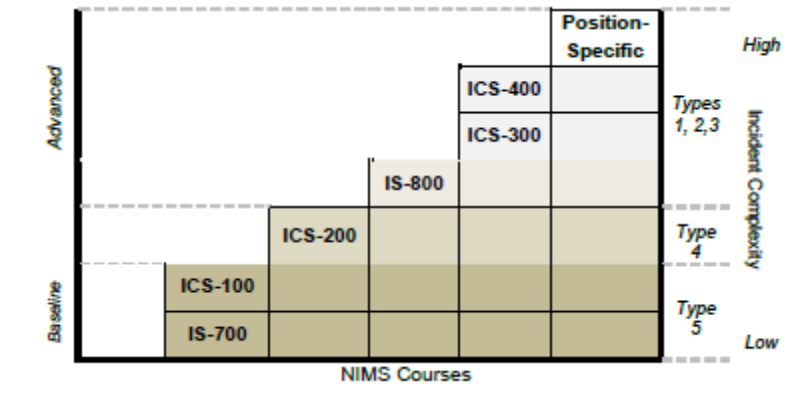 Position-
Specific
High
Advanced
ICS-400
Types
1, 2,3
ICS-300
Incident Complexity
IS-800
ICS-200
Type
4
Baseline
ICS-100
Type
5
IS-700
Low
NIMS Courses